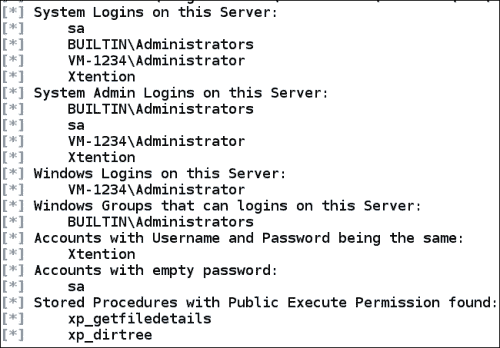 [*] System Logins on this Server:
[*] sa
[*] BUILTIN\Administrators
[*] VM-1234\Administrator
[*] Xtention
[*] System Admin Logins on this Server:
[*] BUILTIN\Administrators
[*] sa
[*] VM-1234\Administrator
[*] Xtention
[*] Windows Logins on this Server:
[*] VM-1234\Administrator
[*] Windows Groups that can logins on this Server:
[*] BUILTIN\Administrators
[*] Accounts with Username and Password being the same:
[*] Xtention
[*] Accounts with empty password:
[*] sa
[*] Stored Procedures with Public Execute Permission found:
[*] xp_getfiledetails
[*] xp_dirtree